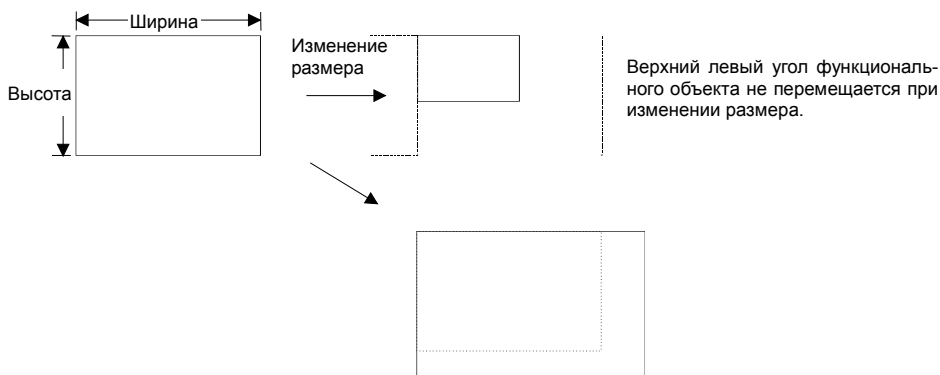 Ширина
Высота
Изменение
размера
Верхний левый угол функциональ-
ного объекта не перемещается при
изменении размера.